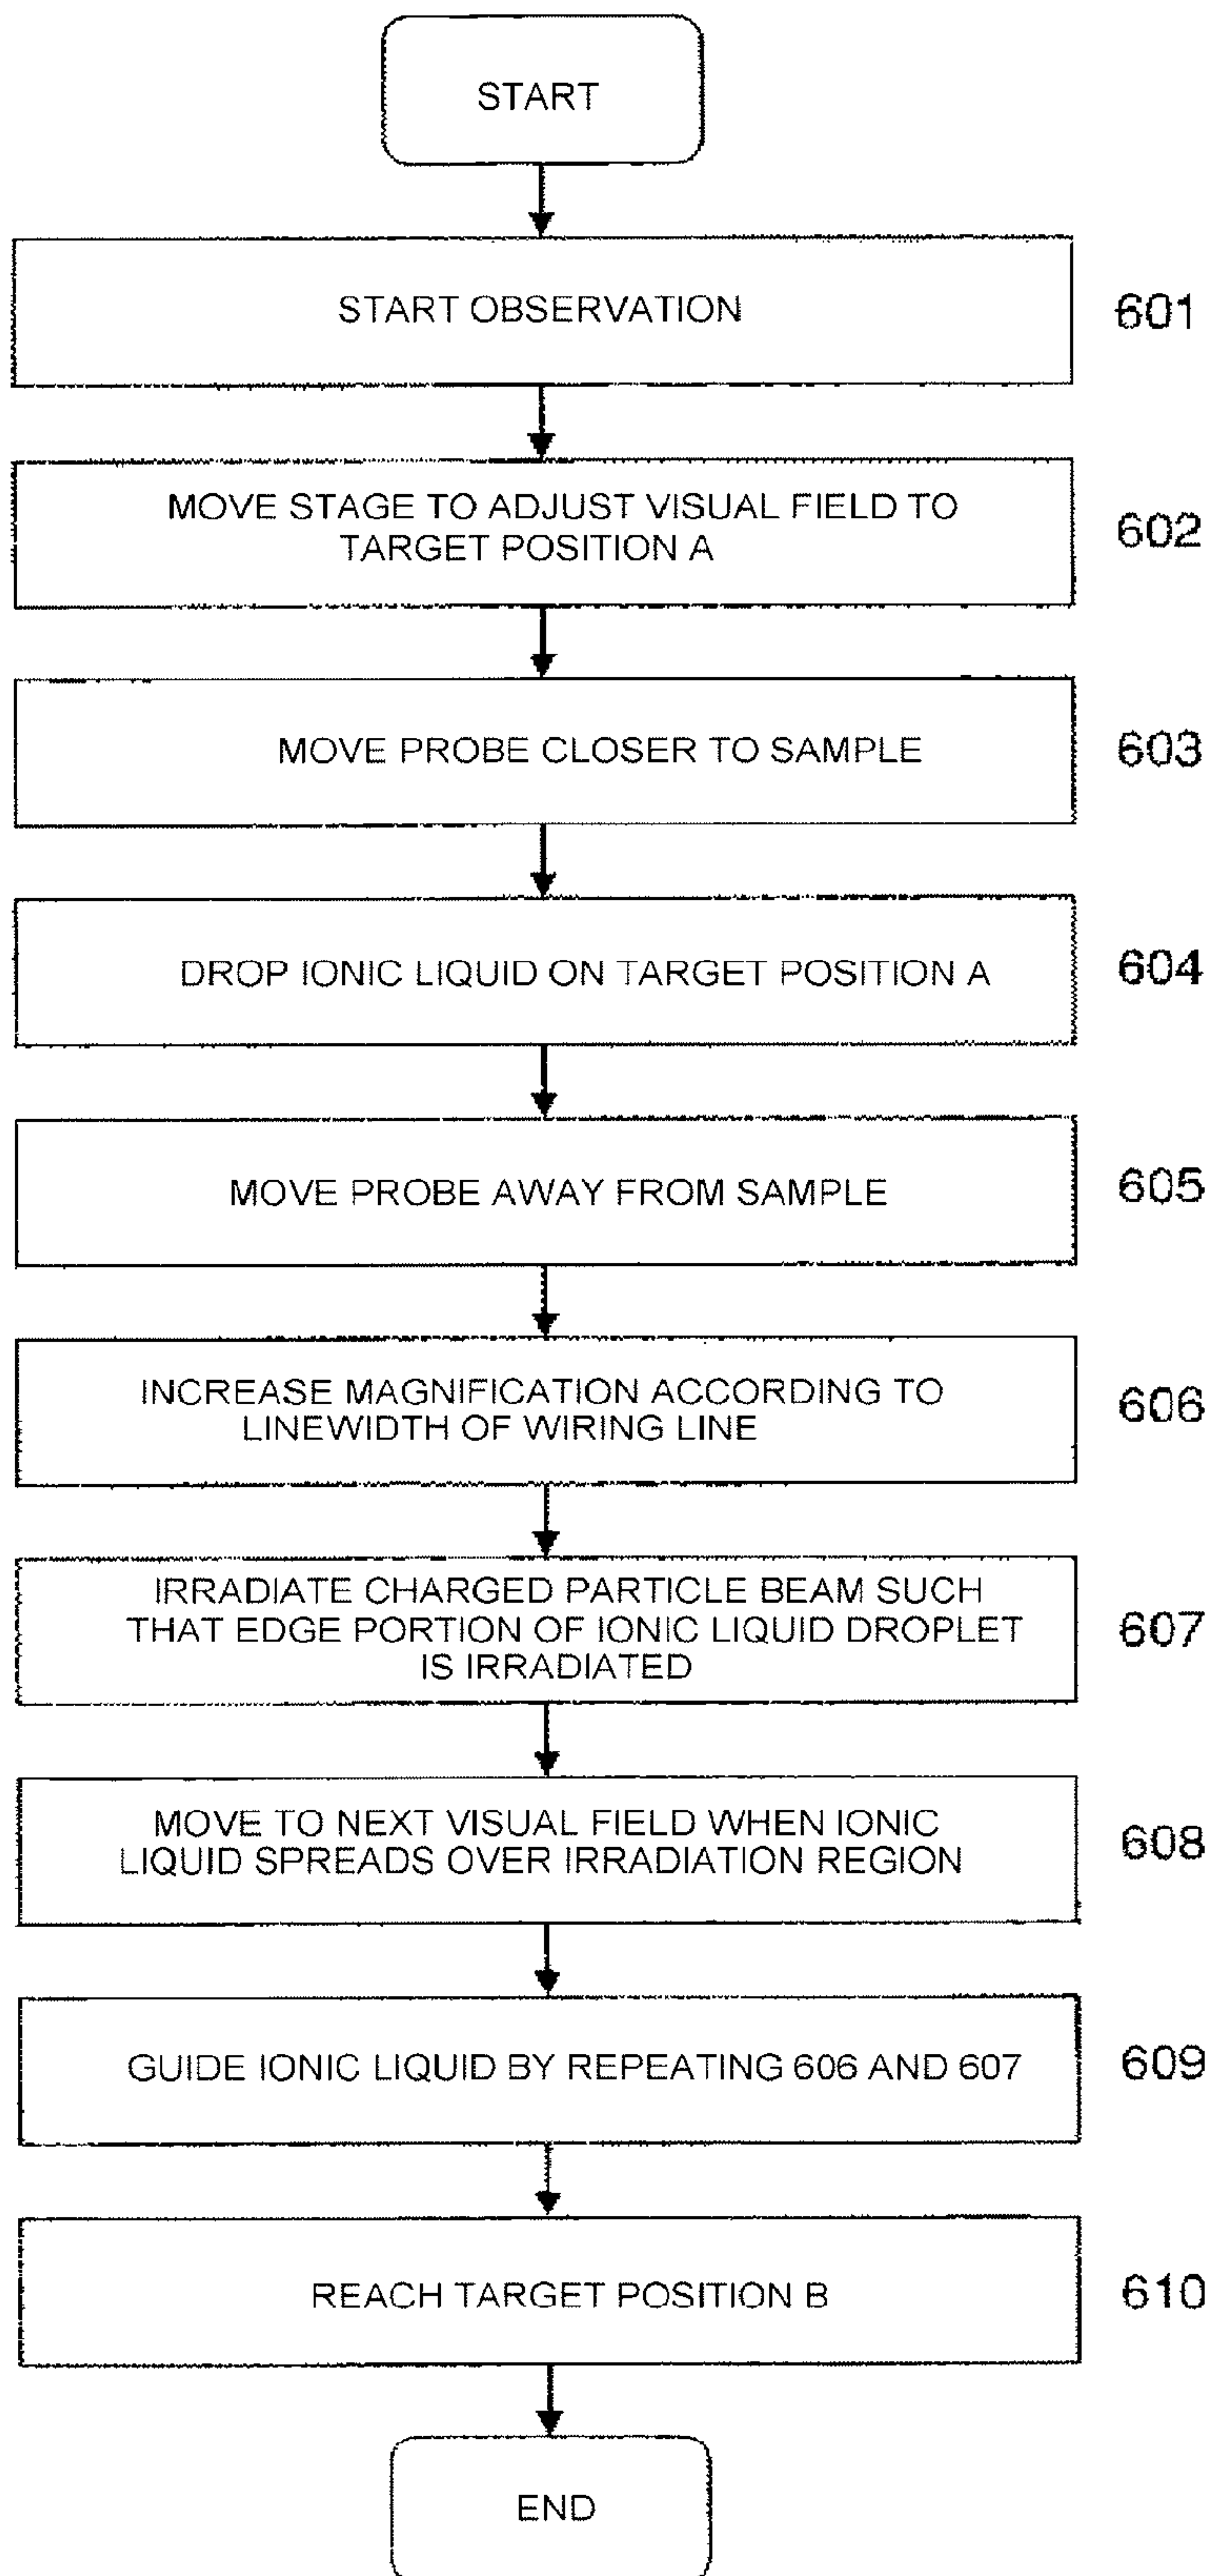 START
START OBSERVATION
601
MOVE STAGE TO ADJUST VISUAL FIELD TO
TARGET POSITION A
602
MOVE PROBE CLOSER TO SAMPLE
603
DROP IONIC LIQUID ON TARGET POSITION A
604
MOVE PROBE AWAY FROM SAMPLE
605
INCREASE MAGNIFICATION ACCORDING TO
LINEWIDTH OF WIRING LINE
606
IRRADIATE CHARGED PARTICLE BEAM SUCH
THAT EDGE PORTION OF IONIC LIQUID DROPLET
IS IRRADIATED
607
MOVE TO NEXT VISUAL FIELD WHEN IONIC
LIQUID SPREADS OVER IRRADIATION REGION
608
GUIDE IONIC LIQUID BY REPEATING 606 AND 607
609
REACH TARGET POSITION B
610
END